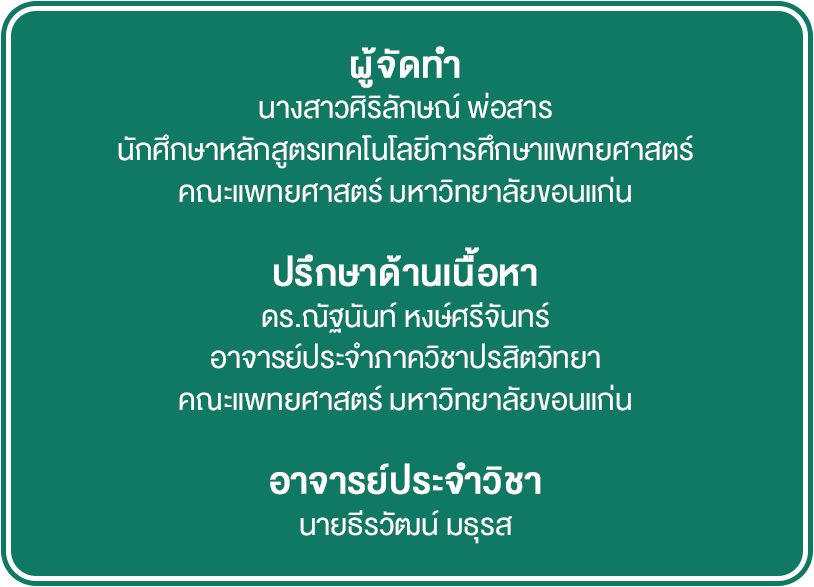 ผู้จัดทำ
นางสาวศิริลักษณ์ พ่อสาร
นักศึกษาหลักสูตรเทคโนโลยีการศึกษาแพทยศาสตร์
คณะแพทยศาสตร์ มหาวิทยาลัยขอนแก่น
ปรึกษาด้านเนื้อหา
ดร.ณัฐนันท์ หงษ์ศรีจันทร์
อาจารย์ประจำภาควิชาปรสิตวิทยา
คณะแพทยศาสตร์ มหาวิทยาลัยขอนแก่น
อาจารย์ประจำวิชา
นายธีรวัฒน์ มธุรส